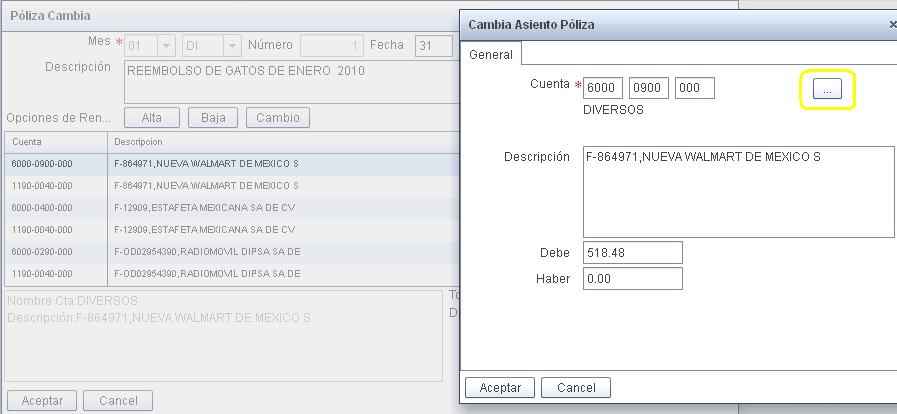 Póliza Cambia
Mes * 01 DI Número 1 Fecha 31
Descripción REEMBOLSO DE GATOS DE ENERO 2010
Opciones de Ren... Alta Baja Cambio
Cuenta Descripcion
6000-0900-000 F-864971,NUEVA WALMART DE MEXICO S
1190-0040-000 F-864971,NUEVA WALMART DE MEXICO S
6000-0400-000 F-12909,ESTAFETA MEXICANA SA DE CV
1190-0040-000 F-12909,ESTAFETA MEXICANA SA DE CV
6000-0290-000 F-OD02954390,RADIOMOVIL DIPSA SA DE
1190-0040-000 F-OD02954390,RADIOMOVIL DIPSA SA DE
Nombre Cta:DIVERSOS
Descripción:F-864971,NUEVA WALMART DE MEXICO S
To
D
Aceptar Cancel
Cambia Asiento Póliza
General
Cuenta * 6000 0900 000 ...
DIVERSOS
Descripción F-864971,NUEVA WALMART DE MEXICO S
Debe 518.48
Haber 0.00
Aceptar Cancel